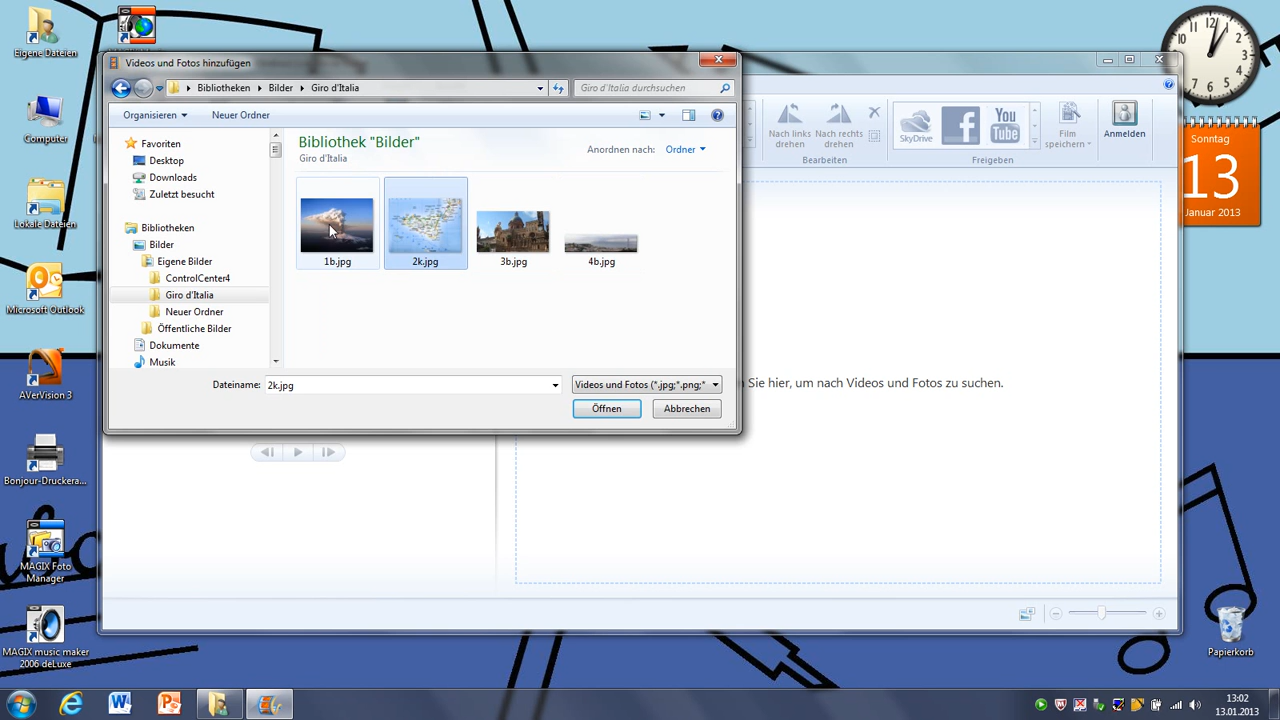 Eigene Dateien
Computer
Lokale Dateien
Microsoft Outlook
AVerVision 3
Bonjour-Druckera...
MAGIX Foto
Manager
MAGIX music maker
2006 deLuxe
Videos und Fotos hinzufügen
Bibliotheken
Bilder
Giro d'Italia
Giro d'Italia durchsuchen
Organisieren
Neuer Ordner
Favoriten
Desktop
Downloads
Zuletzt besucht
Bibliotheken
Bilder
Eigene Bilder
ControlCenter4
Giro d'Italia
Neuer Ordner
Öffentliche Bilder
Dokumente
Musik
Bibliothek "Bilder"
Giro d'Italia
Anordnen nach: Ordner
1b.jpg
2k.jpg
3b.jpg
4b.jpg
Dateiname: 2k.jpg
Videos und Fotos (*.jpg;*.png;*
Öffnen
Abbrechen
Nach links
drehen
Nach rechts
drehen
Bearbeiten
SkyDrive
f
You
Tube
Film
speichern
Freigeben
Anmelden
Sie hier, um nach Videos und Fotos zu suchen.
12
3
6
9
Sonntag
13
Januar 2013
Papierkorb
13:02
13.01.2013